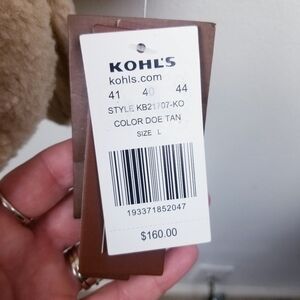 KOHL'S
kohls.com
41 40 44
STYLE KB21707-KO
COLOR DOE TAN
SIZE L
193371852047
$160.00